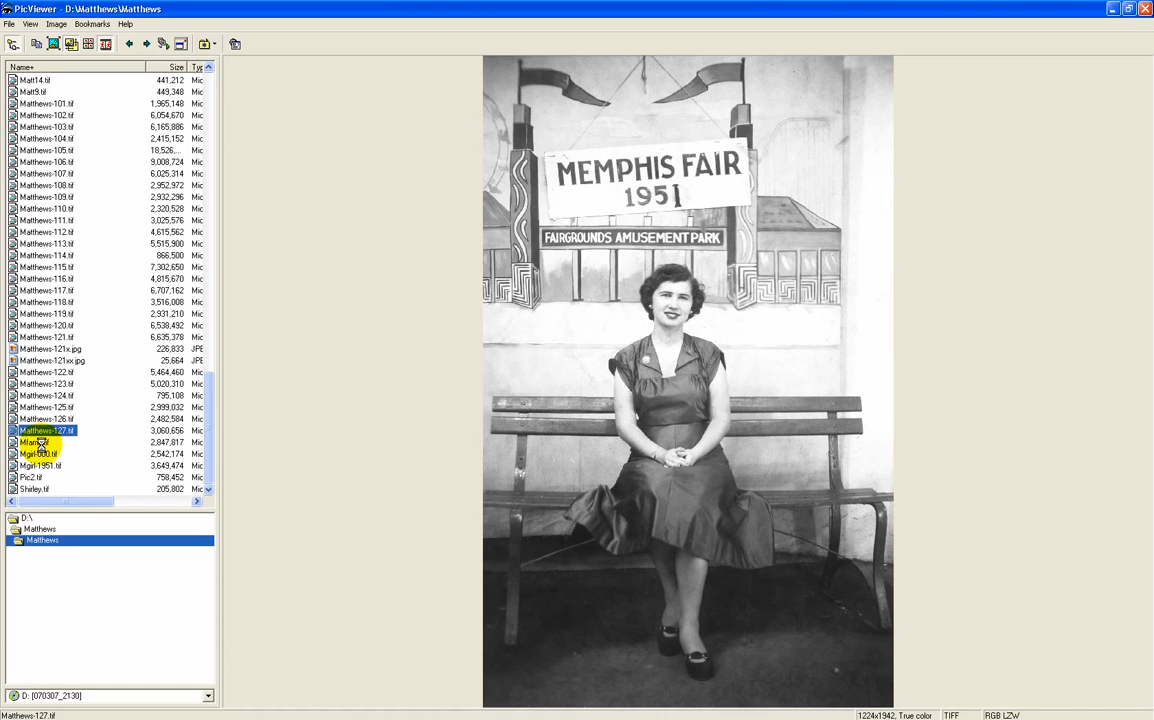 PicViewer - D:\Matthews\Matthews
File View Image Bookmarks Help
Name+ Size Typ
Matt14.tif 441,212 Mic
Matt9.tif 449,348 Mic
Matthews-101.tif 1,965,148 Mic
Matthews-102.tif 6,054,670 Mic
Matthews-103.tif 6,165,886 Mic
Matthews-104.tif 2,415,152 Mic
Matthews-105.tif 18,526,... Mic
Matthews-106.tif 9,008,724 Mic
Matthews-107.tif 6,025,314 Mic
Matthews-108.tif 2,952,972 Mic
Matthews-109.tif 2,932,296 Mic
Matthews-110.tif 2,320,528 Mic
Matthews-111.tif 3,025,576 Mic
Matthews-112.tif 4,615,562 Mic
Matthews-113.tif 5,515,900 Mic
Matthews-114.tif 866,500 Mic
Matthews-115.tif 7,302,650 Mic
Matthews-116.tif 4,815,670 Mic
Matthews-117.tif 6,707,162 Mic
Matthews-118.tif 3,516,008 Mic
Matthews-119.tif 2,931,210 Mic
Matthews-120.tif 6,538,492 Mic
Matthews-121.tif 6,635,378 Mic
Matthews-121x.jpg 226,833 JPE
Matthews-121xx.jpg 25,664 JPE
Matthews-122.tif 5,464,460 Mic
Matthews-123.tif 5,020,310 Mic
Matthews-124.tif 795,108 Mic
Matthews-125.tif 2,999,032 Mic
Matthews-126.tif 2,482,584 Mic
Matthews-127.tif 3,060,656 Mic
2,847,817 Mic
2,542,174 Mic
Mgirl-1951.tif 3,649,474 Mic
Pic2.tif 758,452 Mic
Shirley.tif 205,802 Mic
D:\
Matthews
Matthews
D: [070307_2130]
MEMPHIS FAIR
1951
FAIRGROUNDS AMUSEMENT PARK
Matthews-127.tif 1224x1942, True color TIFF RGB LZW